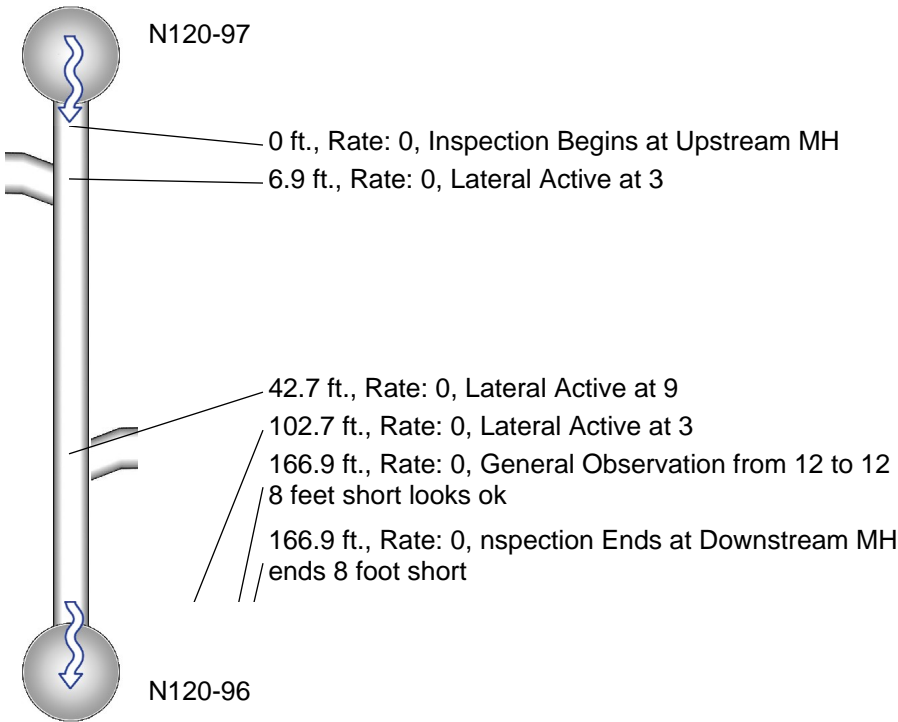 N120-97
0 ft., Rate: 0, Inspection Begins at Upstream MH
6.9 ft., Rate: 0, Lateral Active at 3
42.7 ft., Rate: 0, Lateral Active at 9
102.7 ft., Rate: 0, Lateral Active at 3
166.9 ft., Rate: 0, General Observation from 12 to 12
8 feet short looks ok
166.9 ft., Rate: 0, nspection Ends at Downstream MH
ends 8 foot short
N120-96